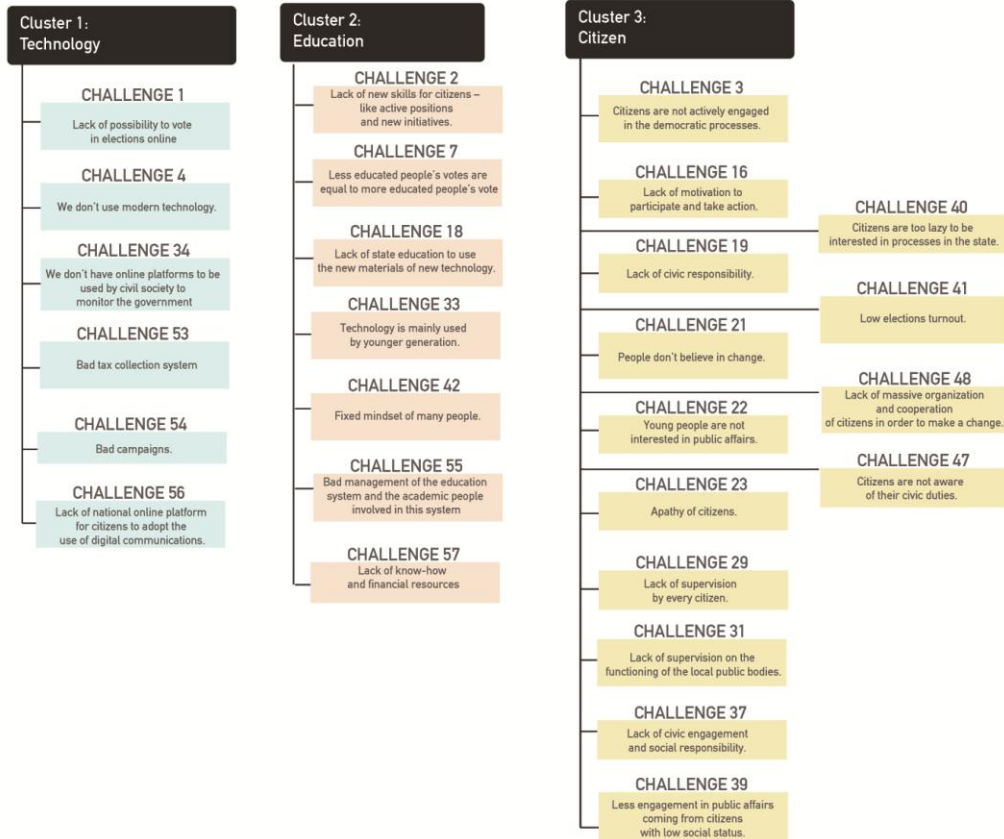 Cluster 1:
Technology
CHALLENGE 1
Lack of possibility to vote
in elections online
CHALLENGE 4
We don't use modern technology.
CHALLENGE 34
We don't have online platforms to be
used by civil society to
monitor the government
CHALLENGE 53
Bad tax collection system
CHALLENGE 54
Bad campaigns.
CHALLENGE 56
Lack of national online platform
for citizens to adopt the
use of digital communications.
Cluster 2:
Education
CHALLENGE 2
Lack of new skills for citizens –
like active positions
and new initiatives.
CHALLENGE 7
Less educated people's votes are
equal to more educated people's vote
CHALLENGE 18
Lack of state education to use
the new materials of new technology.
CHALLENGE 33
Technology is mainly used
by younger generation.
CHALLENGE 42
Fixed mindset of many people.
CHALLENGE 55
Bad management of the education
system and the academic people
involved in this system
CHALLENGE 57
Lack of know-how
and financial resources
Cluster 3:
Citizen
CHALLENGE 3
Citizens are not actively engaged
in the democratic processes.
CHALLENGE 16
Lack of motivation to
participate and take action.
CHALLENGE 19
Lack of civic responsibility.
CHALLENGE 21
People don't believe in change.
CHALLENGE 22
Young people are not
interested in public affairs.
CHALLENGE 23
Apathy of citizens.
CHALLENGE 29
Lack of supervision
by every citizen.
CHALLENGE 31
Lack of supervision on the
functioning of the local public bodies.
CHALLENGE 37
Lack of civic engagement
and social responsibility.
CHALLENGE 39
Less engagement in public affairs
coming from citizens
with low social status.
CHALLENGE 40
Citizens are too lazy to be
interested in processes in the state.
CHALLENGE 41
Low elections turnout.
CHALLENGE 48
Lack of massive organization
and cooperation
of citizens in order to make a change.
CHALLENGE 47
Citizens are not aware
of their civic duties.